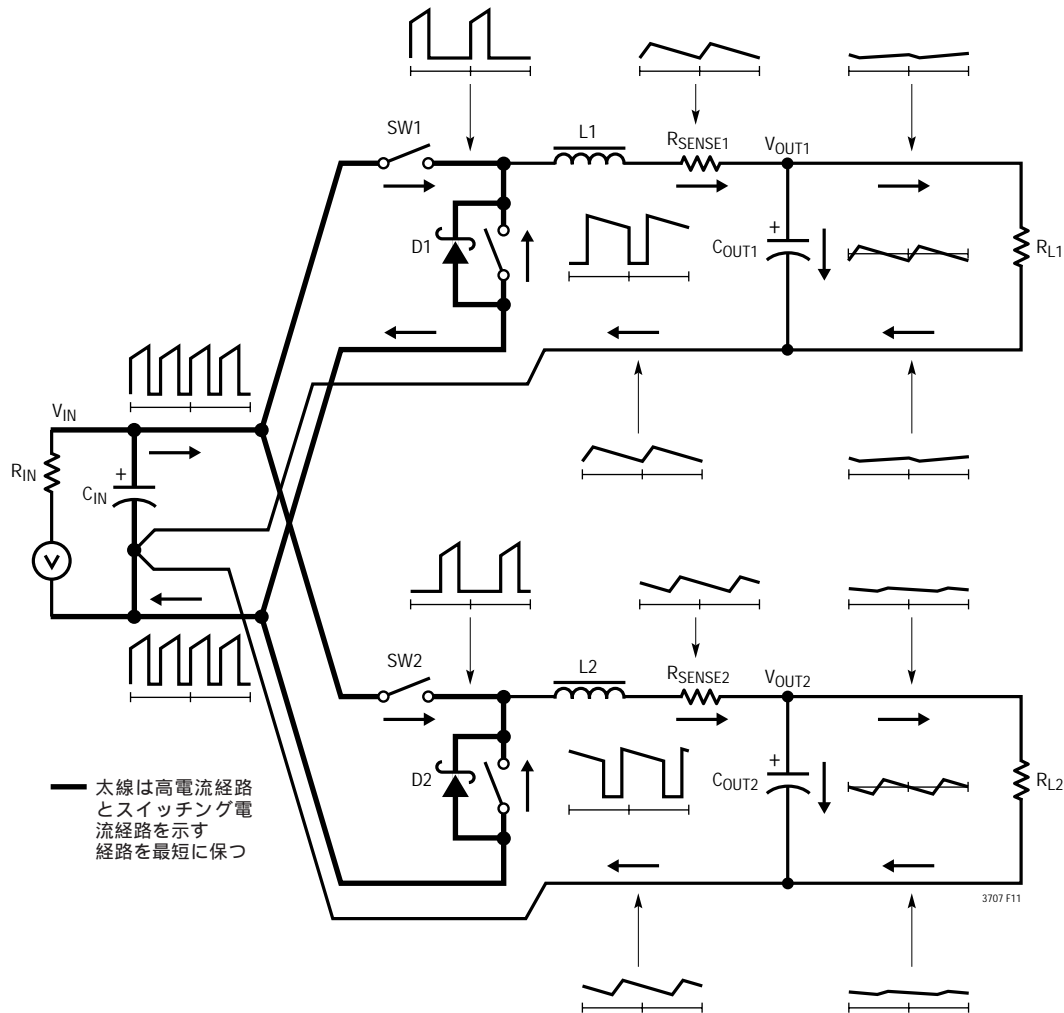 SW1
L1
RSENSE1
VOUT1
D1
COUT1
RL1
VIN
RIN
CIN
SW2
L2
RSENSE2
VOUT2
D2
COUT2
RL2
太線は高電流経路
とスイッチング電
流経路を示す
経路を最短に保つ
3707 F11
+
+
+
V